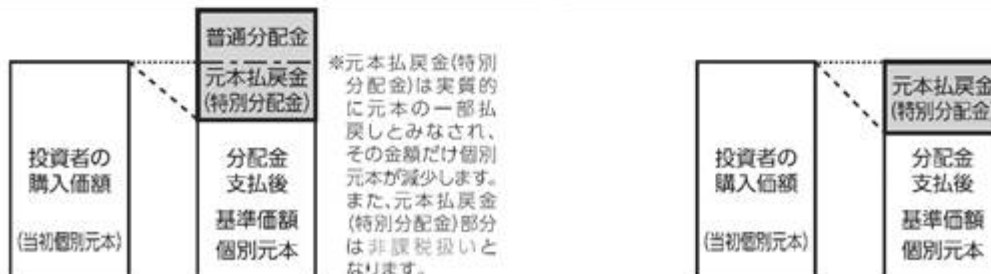 普通分配金
元本払戻金
(特別分配金)
投資者の
購入価額
(当初個別元本)
分配金
支払後
基準価額
個別元本
※元本払戻金(特別
分配金)は実質的
に元本の一部払
戻しとみなされ、
その金額だけ個別
元本が減少します。
また、元本払戻金
(特別分配金)部分
は非課税扱いと
なります。
投資者の
購入価額
(当初個別元本)
元本払戻金
(特別分配金
分配金
支払後
基準価額
個別元本